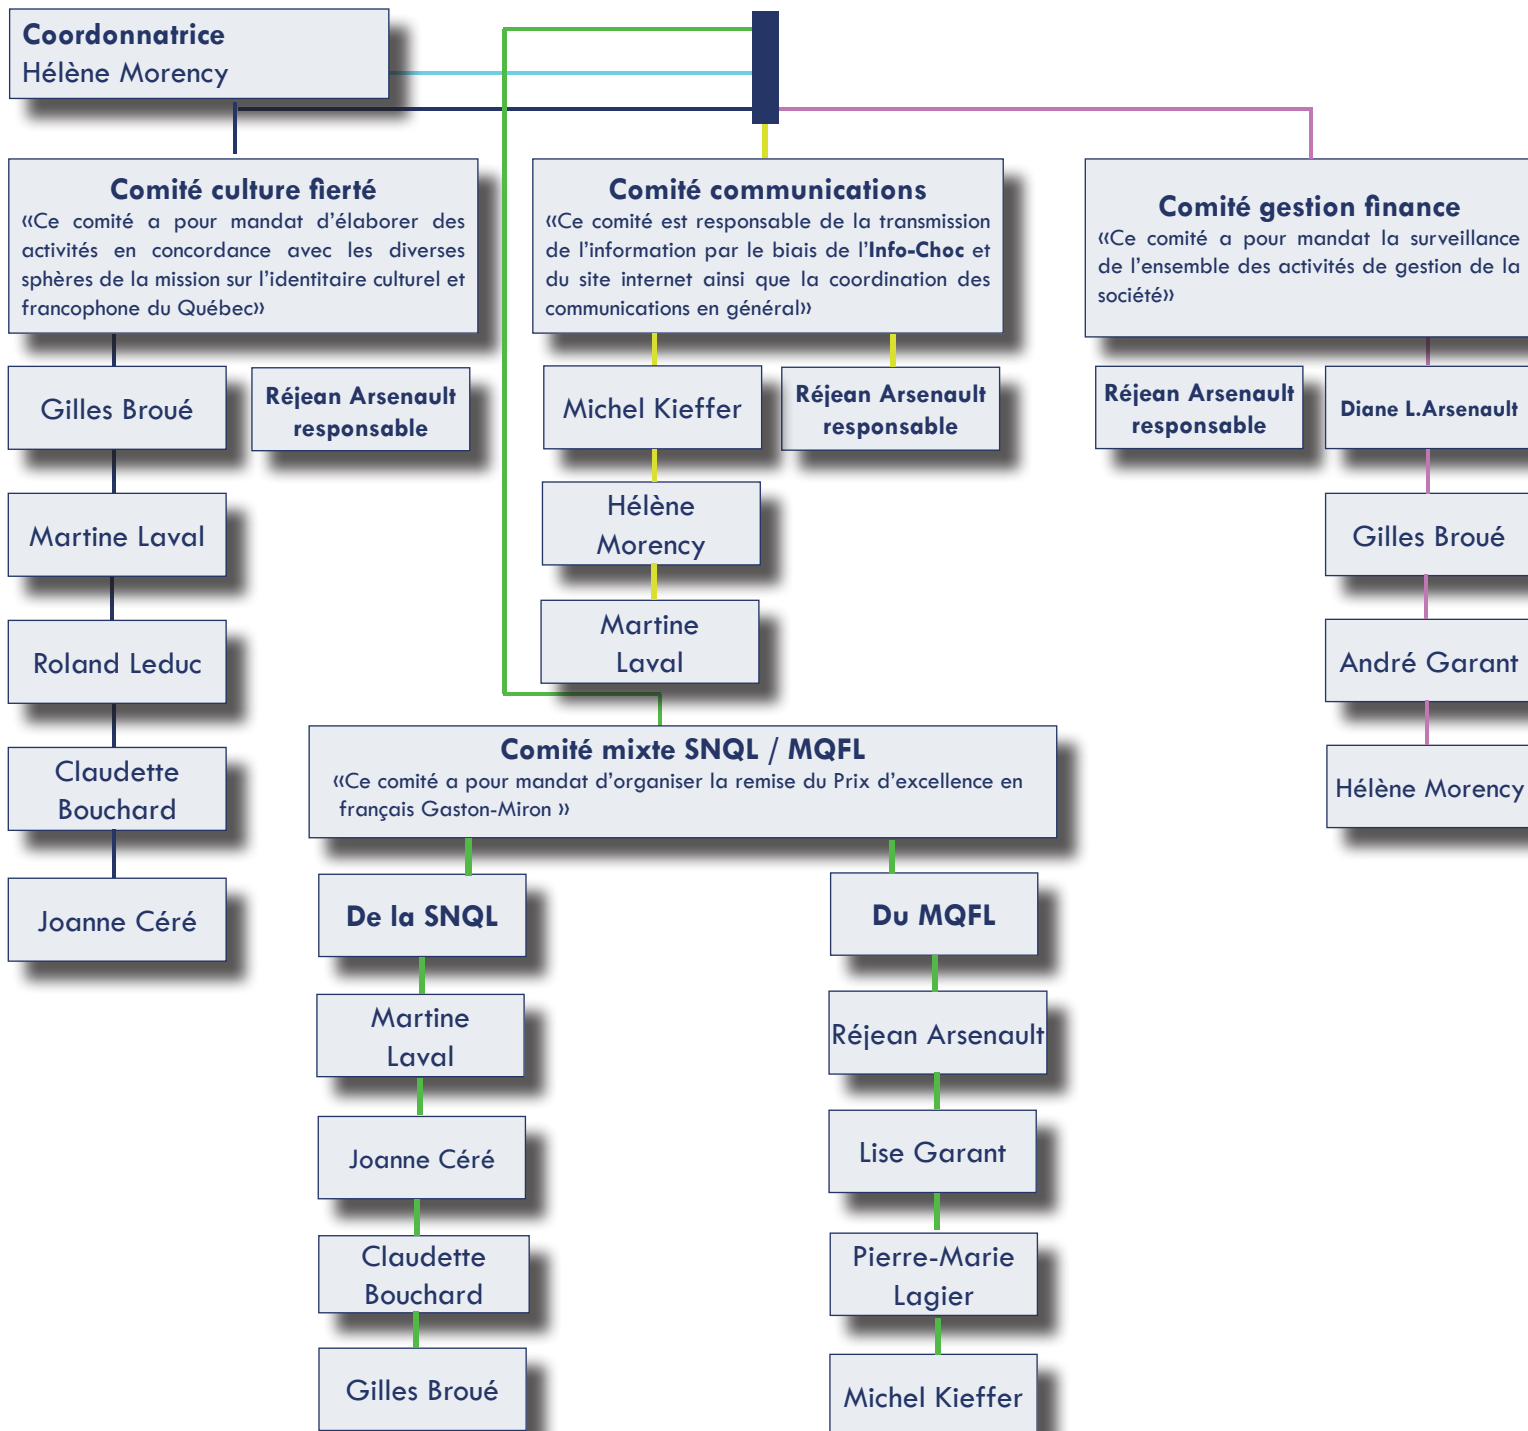 Coordonnatrice
Hélène Morency
Comité culture fierté
«Ce comité a pour mandat d’élaborer des
activités en concordance avec les diverses
sphères de la mission sur l’identitaire culturel et
francophone du Québec»
Gilles Broué
Réjean Arsenault
responsable
Martine Laval
Roland Leduc
Claudette
Bouchard
Joanne Céré
Comité communications
«Ce comité est responsable de la transmission
de l’information par le biais de l’Info-Choc et
du site internet ainsi que la coordination des
communications en général»
Michel Kieffer
Réjean Arsenault
responsable
Hélène
Morency
Martine
Laval
Comité gestion finance
«Ce comité a pour mandat la surveillance
de l’ensemble des activités de gestion de la
société»
Réjean Arsenault
responsable
Diane L.Arsenault
Gilles Broué
André Garant
Hélène Morency
Comité mixte SNQL / MQFL
«Ce comité a pour mandat d’organiser la remise du Prix d’excellence en
français Gaston-Miron »
De la SNQL
Martine
Laval
Joanne Céré
Claudette
Bouchard
Gilles Broué
Du MQFL
Réjean Arsenault
Lise Garant
Pierre-Marie
Lagier
Michel Kieffer